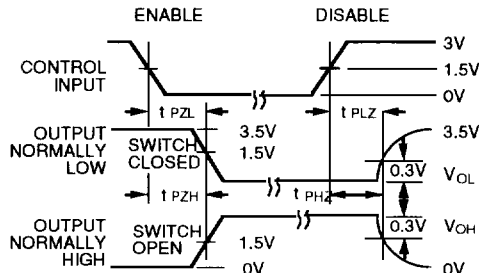 ENABLE DISABLE
3V
CONTROL INPUT 1.5V
0V
t PZL t PLZ
OUTPUT NORMALLY LOW
SWITCH CLOSED
3.5V
1.5V
3.5V
0.3V VOL
t PZH t PHZ
OUTPUT NORMALLY HIGH
SWITCH OPEN
1.5V
0.3V VOH
0V
0V